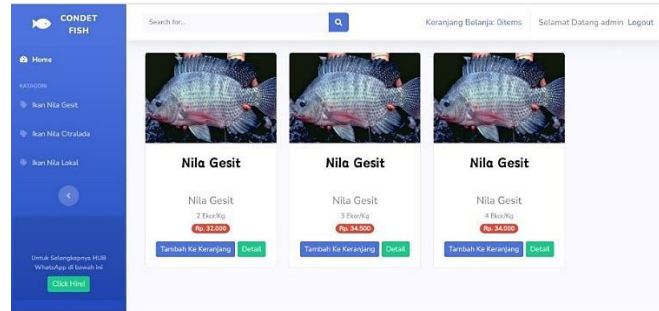 CONDET
FISH
Search for...
Keranjang Belanja: 0items
Selamat Datang admin Logout
Home
KATAGORI
Ikan Nila Gesit
Ikan Nila Citralada
Ikan Nila Lokal
Untuk Selangkapnya HUB
WhatsApp di bawah ini
Click Hire!
Nila Gesit
Nila Gesit
2 Ekor/Kg
Rp. 32.000
Tambah Ke Keranjang Detail
Nila Gesit
Nila Gesit
3 Ekor/Kg
Rp. 34.500
Tambah Ke Keranjang Detail
Nila Gesit
Nila Gesit
4 Ekor/Kg
Rp. 34.000
Tambah Ke Keranjang Detail